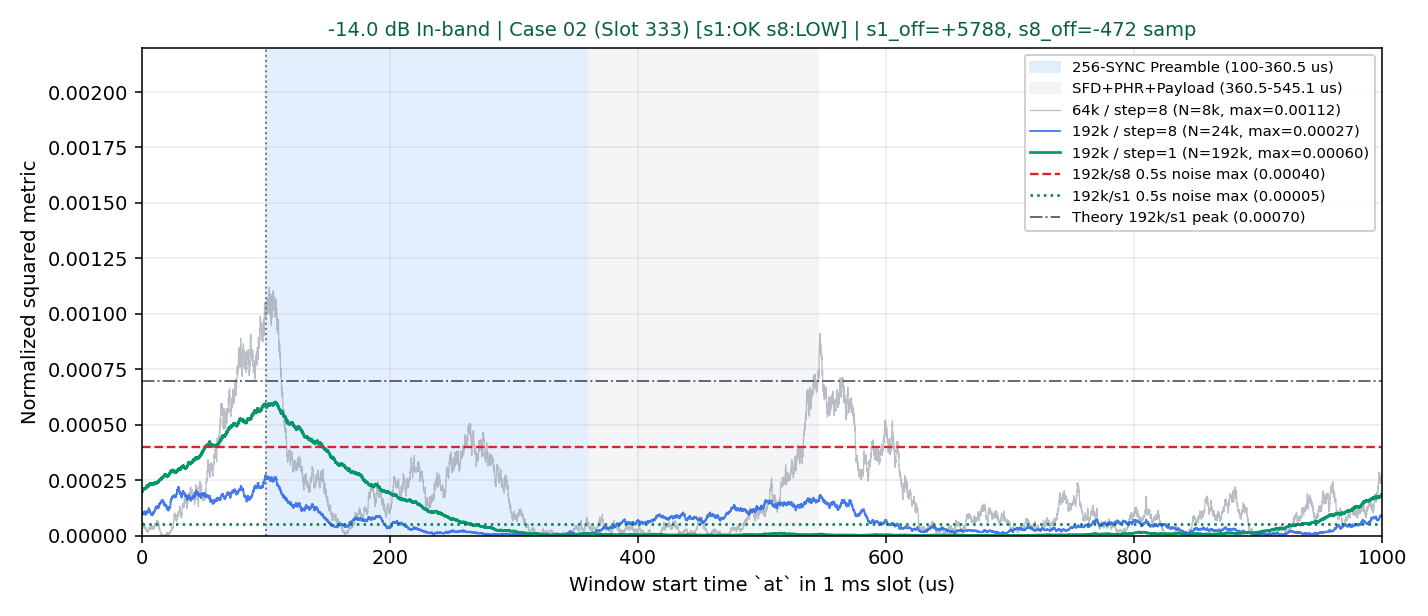 -14.0 dB In-band | Case 02 (Slot 333) [s1:OK s8:LOW] | s1_off=+5788, s8_off=-472 samp
256-SYNC Preamble (100-360.5 us)
SFD+PHR+Payload (360.5-545.1 us)
64k / step=8 (N=8k, max=0.00112)
192k / step=8 (N=24k, max=0.00027)
192k / step=1 (N=192k, max=0.00060)
192k/s8 0.5s noise max (0.00040)
192k/s1 0.5s noise max (0.00005)
Theory 192k/s1 peak (0.00070)
Normalized squared metric
0.00200
0.00175
0.00150
0.00125
0.00100
0.00075
0.00050
0.00025
0.00000
0 200 400 600 800 1000
Window start time `at` in 1 ms slot (us)